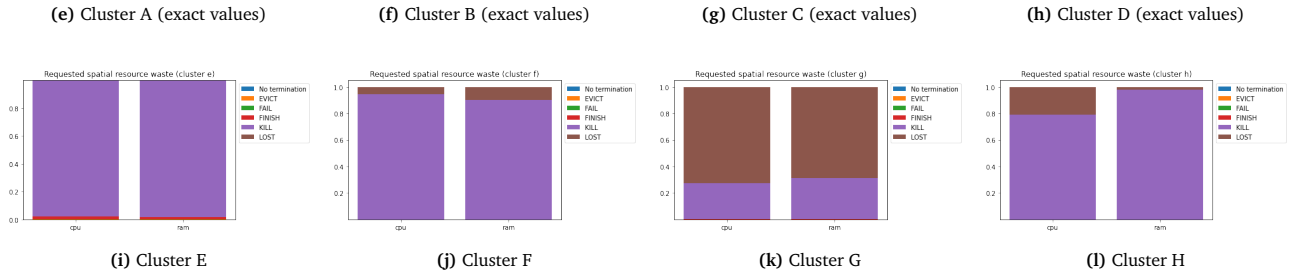 (e) Cluster A (exact values)
(f) Cluster B (exact values)
(g) Cluster C (exact values)
(h) Cluster D (exact values)
Requested spatial resource waste (cluster e)
No termination
EVICT
FAIL
FINISH
KILL
LOST
0.8
0.6
0.4
0.2
0.0
cpu
ram
(i) Cluster E
Requested spatial resource waste (cluster f)
No termination
EVICT
FAIL
FINISH
KILL
LOST
1.0
0.8
0.6
0.4
0.2
cpu
ram
(j) Cluster F
Requested spatial resource waste (cluster g)
No termination
EVICT
FAIL
FINISH
KILL
LOST
1.0
0.8
0.6
0.4
0.2
cpu
ram
(k) Cluster G
Requested spatial resource waste (cluster h)
No termination
EVICT
FAIL
FINISH
KILL
LOST
1.0
0.8
0.6
0.4
0.2
cpu
ram
(l) Cluster H